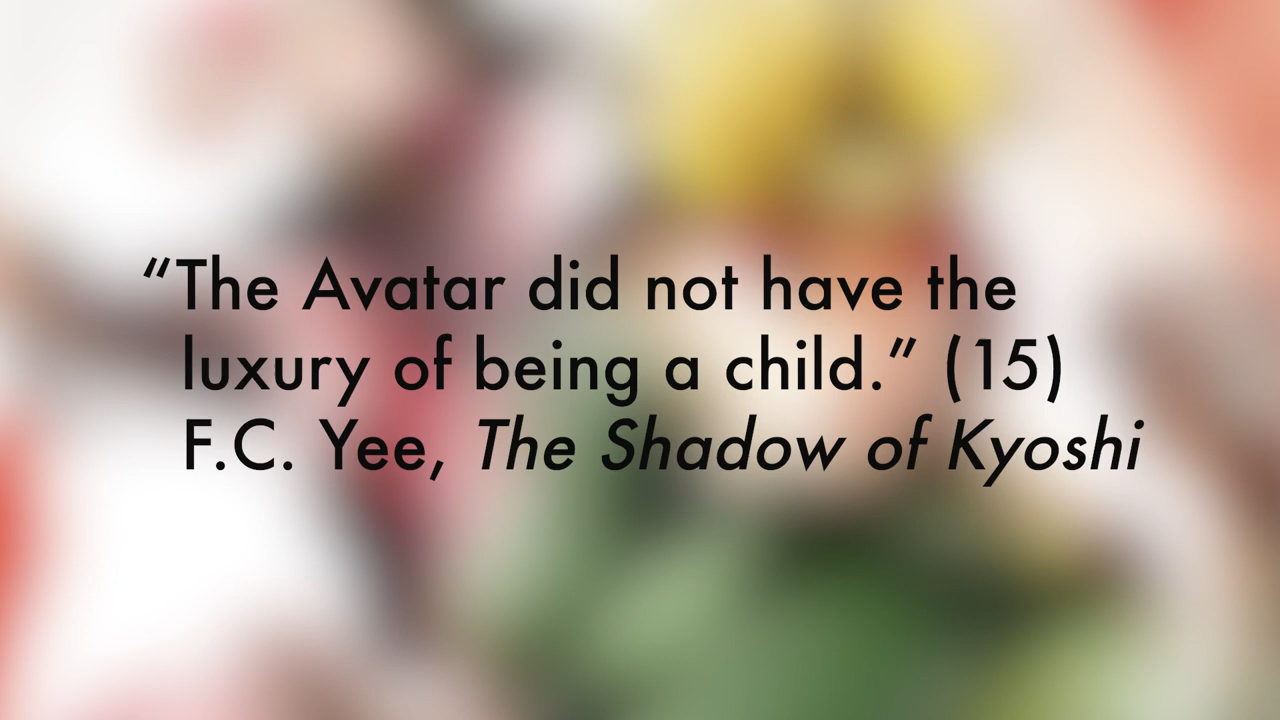 “The Avatar did not have the
luxury of being a child.” (15)
F.C. Yee, The Shadow of Kyoshi